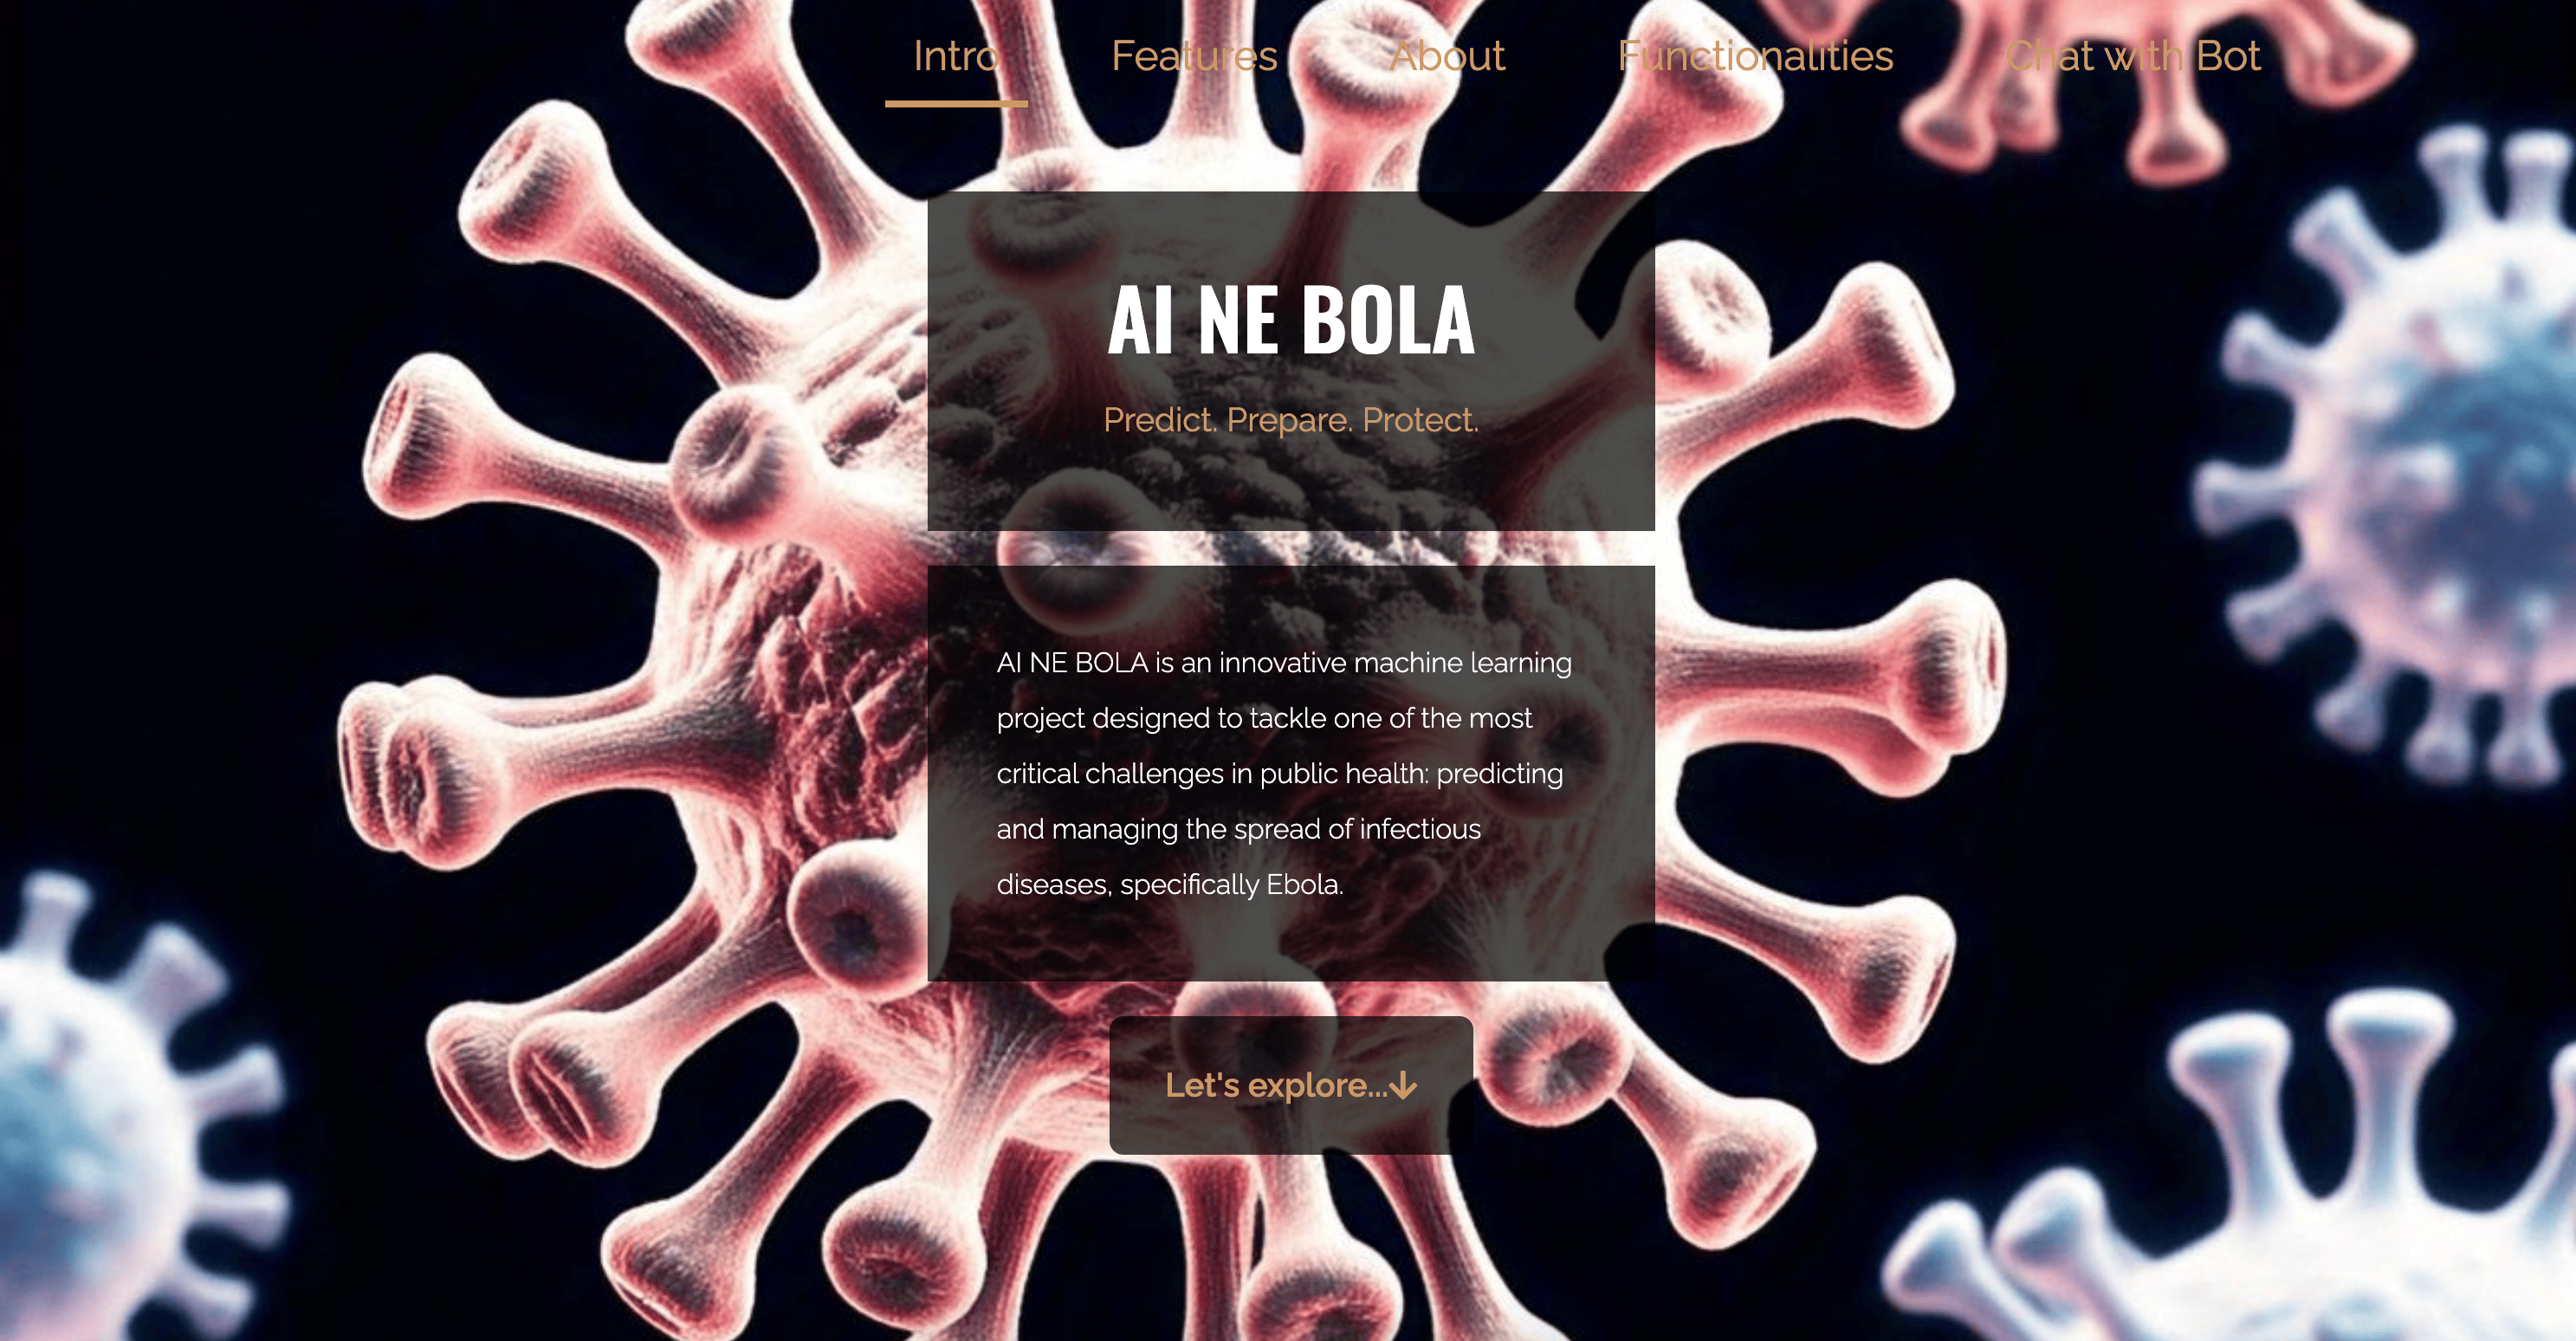 Intro Features About Functionalities Chat with Bot
AI NE BOLA
Predict. Prepare. Protect.
AI NE BOLA is an innovative machine learning
project designed to tackle one of the most
critical challenges in public health: predicting
and managing the spread of infectious
diseases, specifically Ebola.
Let's explore...